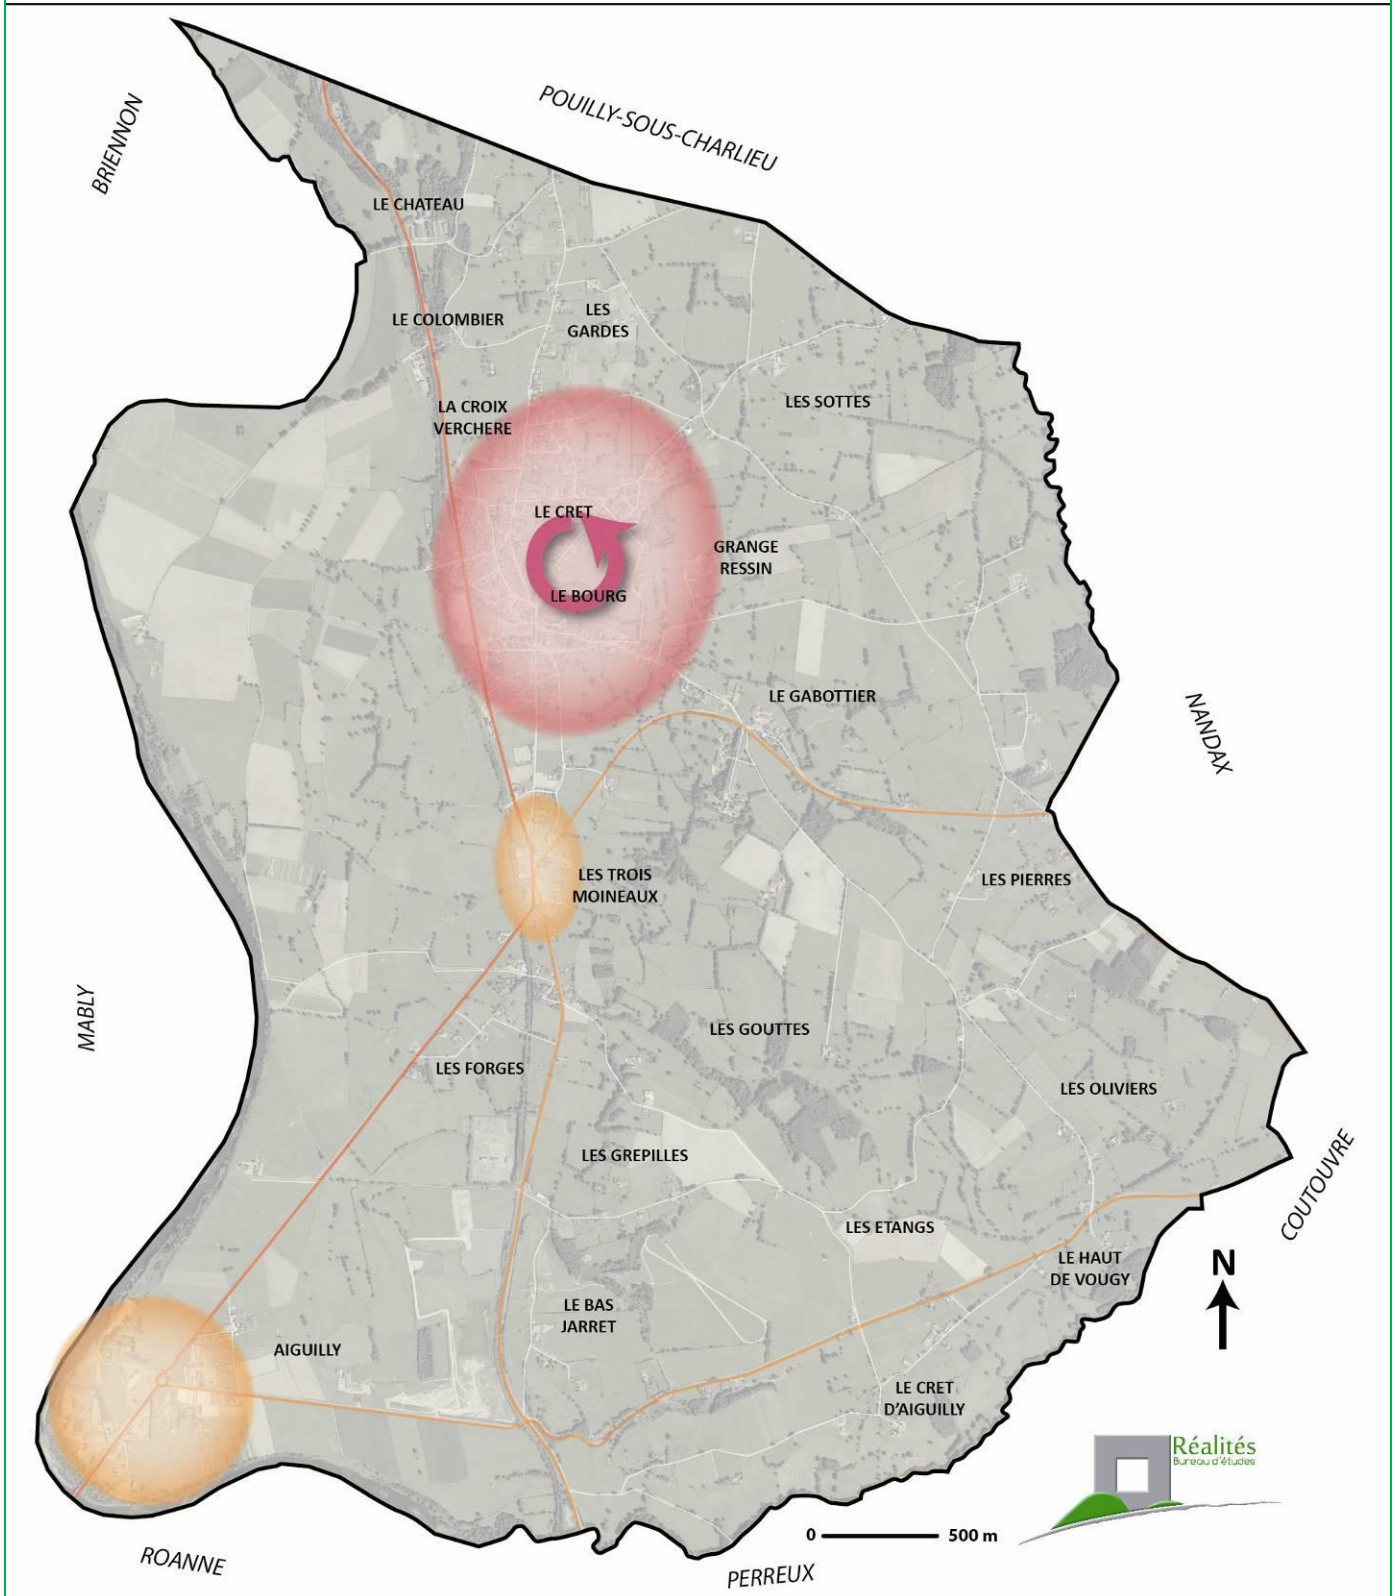 POUILLY-SOUS-CHARLIEU
BRIENNON
LE CHATEAU
LE COLOMBIER
LES
GARDES
LES SOTTES
LA CROIX
VERCHERE
LE CRET
GRANGE
RESSIN
LE BOURG
LE GABOTTIER
NANDAX
LES TROIS
MOINEAUX
LES PIERRES
MABLY
LES GOUTTES
LES FORGES
LES OLIVIERS
LES GREPILLES
COUTOUVRE
LES ETANGS
LE HAUT
DE VOUGY
N
LE BAS
JARRET
AIGUILLY
LE CRET
D'AIGUILLY
Réalités
Bureau d'études
0 500 m
ROANNE
PERREUX